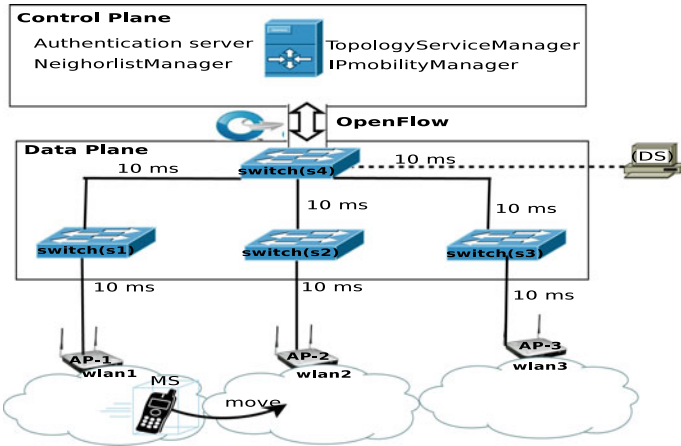 Control Plane
Authentication server
TopologyServiceManager
NeighorlistManager
IPmobilityManager
OpenFlow
Data Plane
10 ms
switch(s4)
10 ms
(DS)
10 ms
10 ms
switch(s1)
switch(s2)
switch(s3)
10 ms
10 ms
10 ms
AP-1
wlan1
AP-2
wlan2
AP-3
wlan3
MS
move